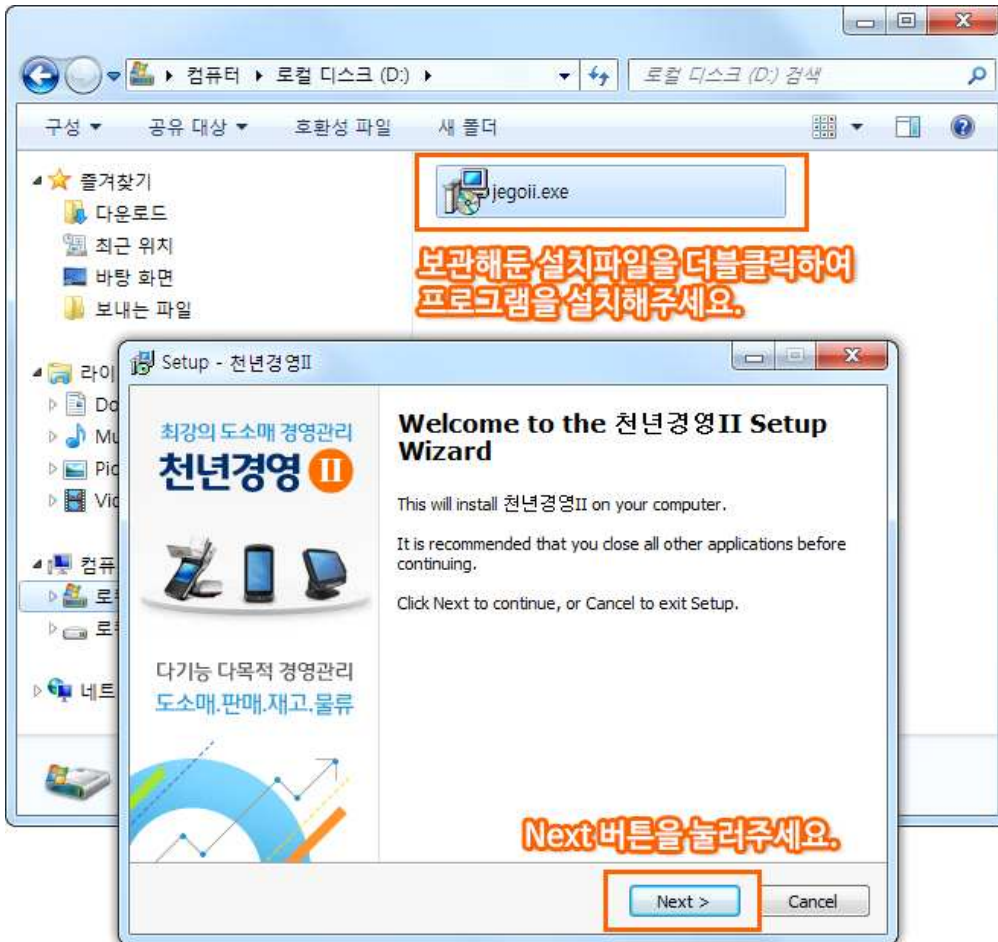 컴퓨터 ▸ 로컬 디스크 (D:) ▸
로컬 디스크 (D:) 검색
구성 공유 대상 호환성 파일 새 폴더
즐겨찾기
다운로드
최근 위치
바탕 화면
보내는 파일
jegoii.exe
보관해둔 설치파일을 더블클릭하여
프로그램을 설치해주세요.
라이
Do
Mu
Pic
Vid
컴퓨
로
로
네트
Setup - 천년경영II
최강의 도소매 경영관리
천년경영 II
다기능 다목적 경영관리
도소매.판매.재고.물류
Welcome to the 천년경영II Setup
Wizard
This will install 천년경영II on your computer.
It is recommended that you close all other applications before
continuing.
Click Next to continue, or Cancel to exit Setup.
Next 버튼을 눌러주세요.
Next >
Cancel